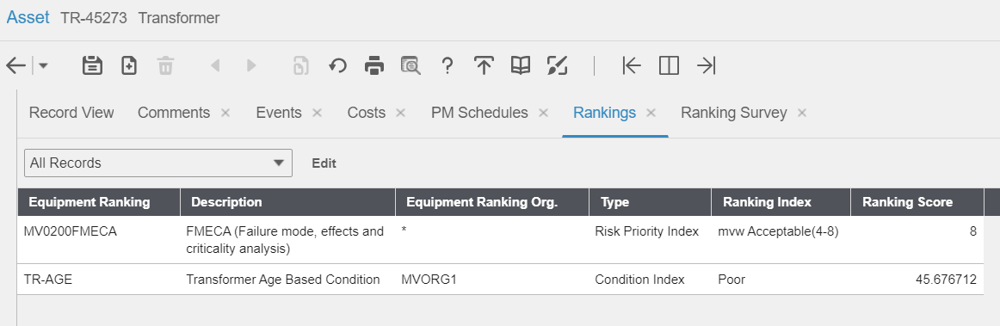 Asset TR-45273 Transformer
Record View Comments × Events × Costs × PM Schedules × Rankings × Ranking Survey ×
All Records Edit
Equipment Ranking Description Equipment Ranking Org. Type Ranking Index Ranking Score
MV0200FMECA FMECA (Failure mode, effects and * Risk Priority Index mvw Acceptable(4-8) 8
criticality analysis)
TR-AGE Transformer Age Based Condition MVORG1 Condition Index Poor 45.676712